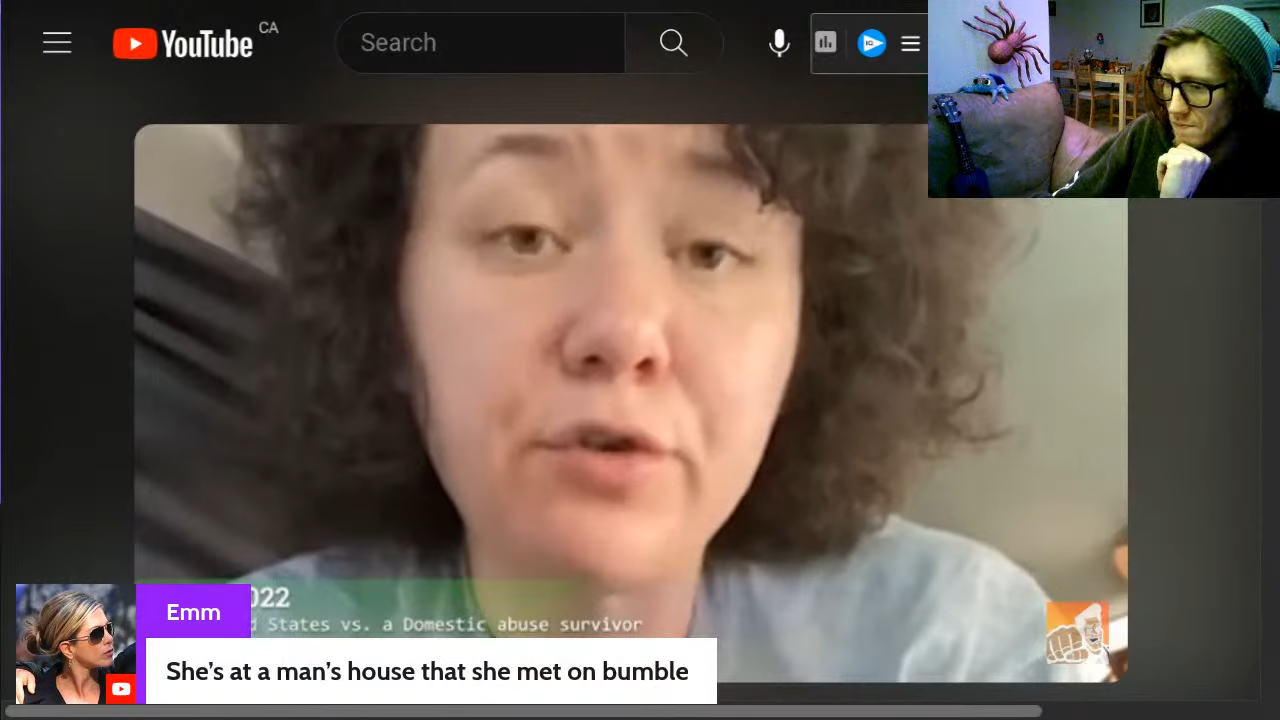 YouTube CA
Search
022
States vs. a Domestic abuse survivor
Emm
She's at a man's house that she met on bumble